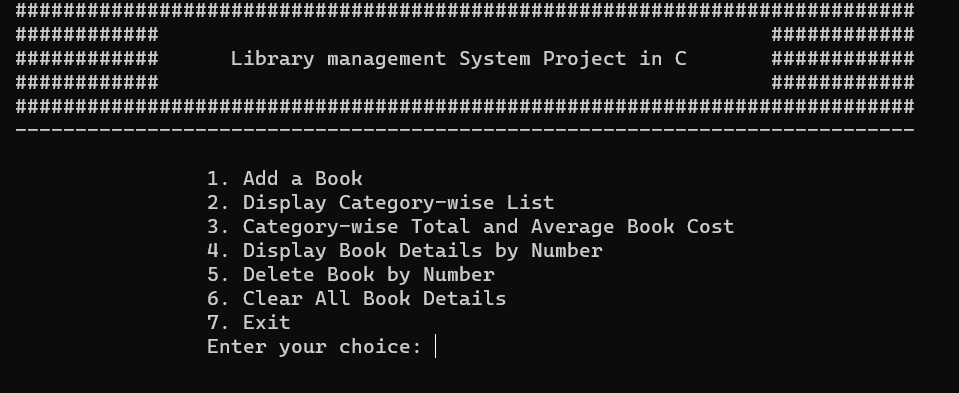 ###########################################################################
############                                                   ############
############      Library management System Project in C       ############
############                                                   ############
###########################################################################
---------------------------------------------------------------------------
1. Add a Book
2. Display Category-wise List
3. Category-wise Total and Average Book Cost
4. Display Book Details by Number
5. Delete Book by Number
6. Clear All Book Details
7. Exit
Enter your choice: